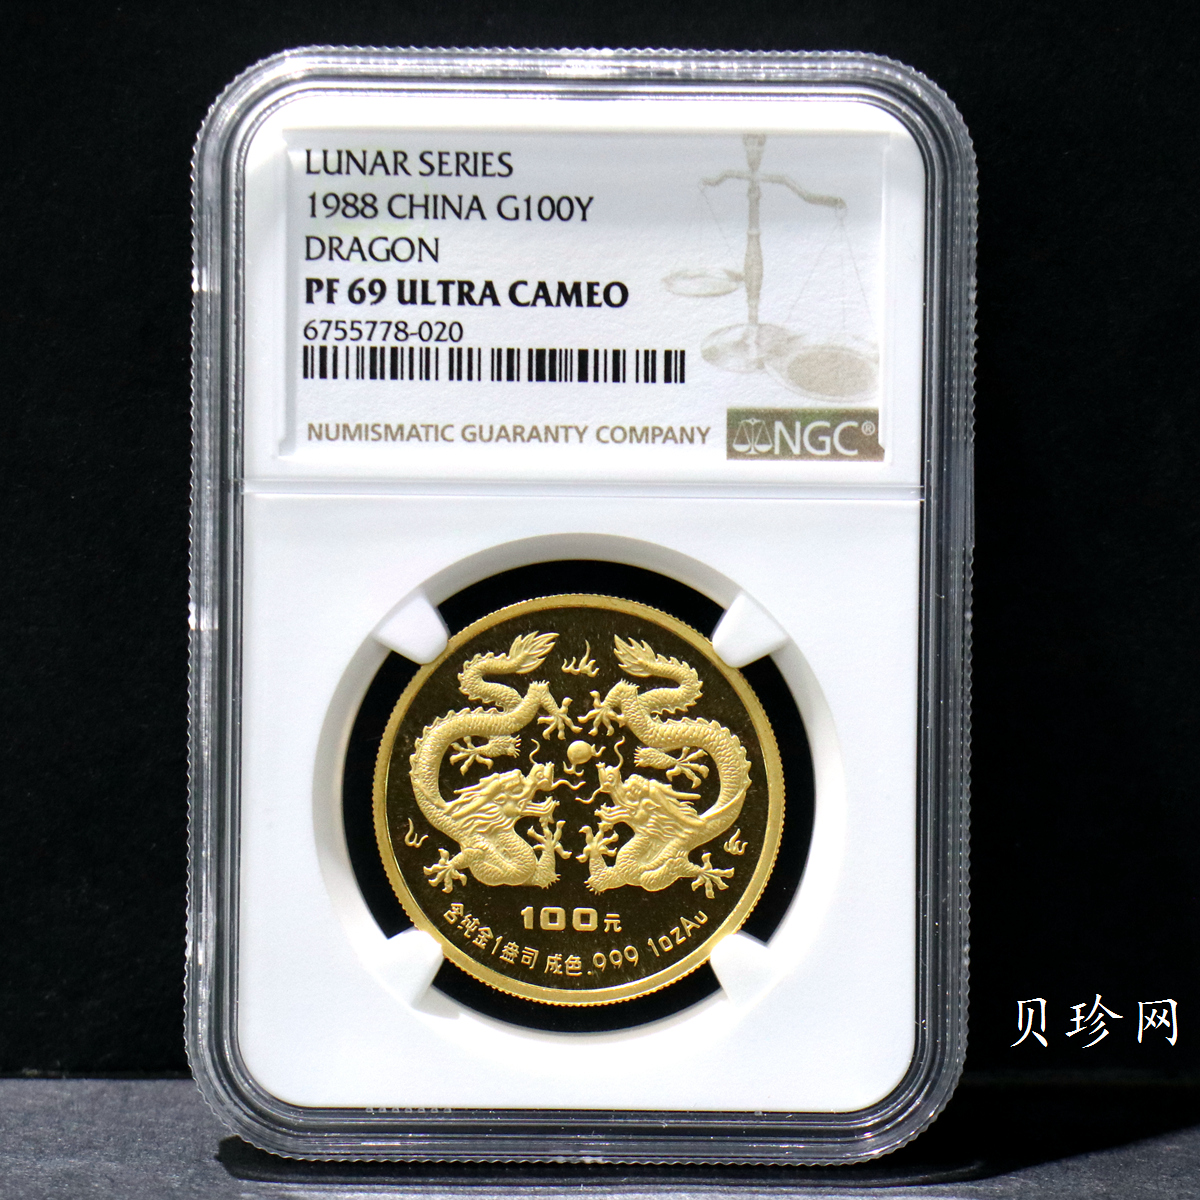 LUNAR SERIES
1988 CHINA G100Y
DRAGON
PF 69 ULTRA CAMEO
6755778-020
NUMISMATIC GUARANTY COMPANY
NGC®
100元
含纯金1盎司 成色.999 1ozAu
贝珍网